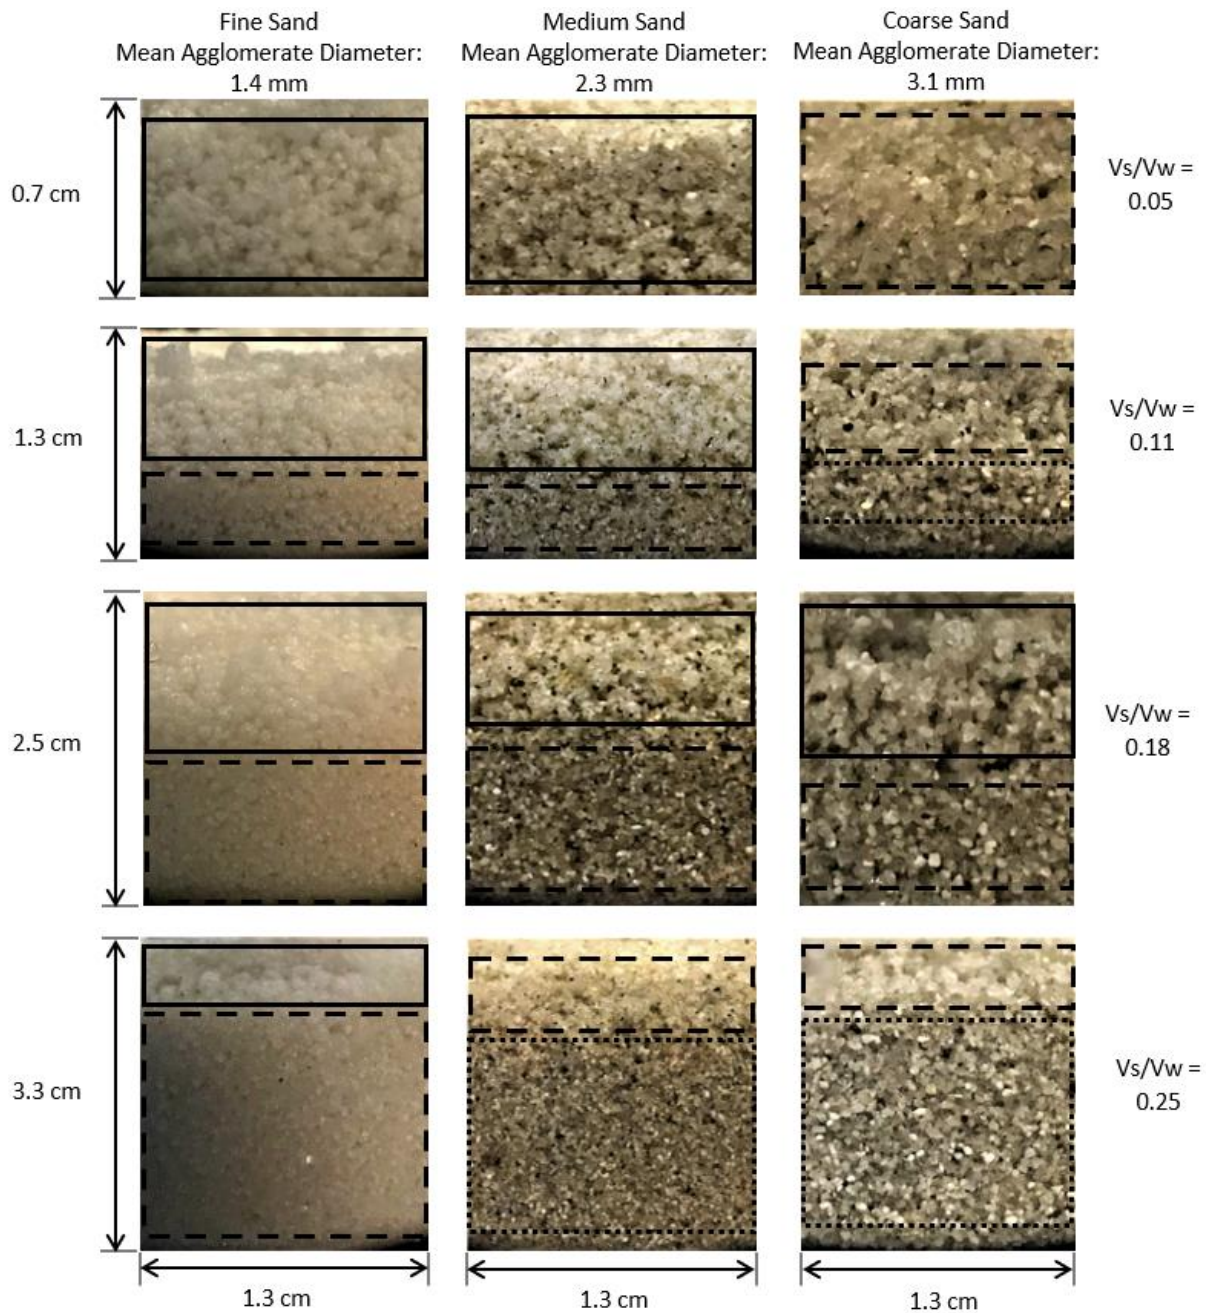 Fine Sand
Mean Agglomerate Diameter:
1.4 mm
Medium Sand
Mean Agglomerate Diameter:
2.3 mm
Coarse Sand
Mean Agglomerate Diameter:
3.1 mm
0.7 cm
Vs/Vw =
0.05
1.3 cm
Vs/Vw =
0.11
2.5 cm
Vs/Vw =
0.18
3.3 cm
Vs/Vw =
0.25
1.3 cm
1.3 cm
1.3 cm